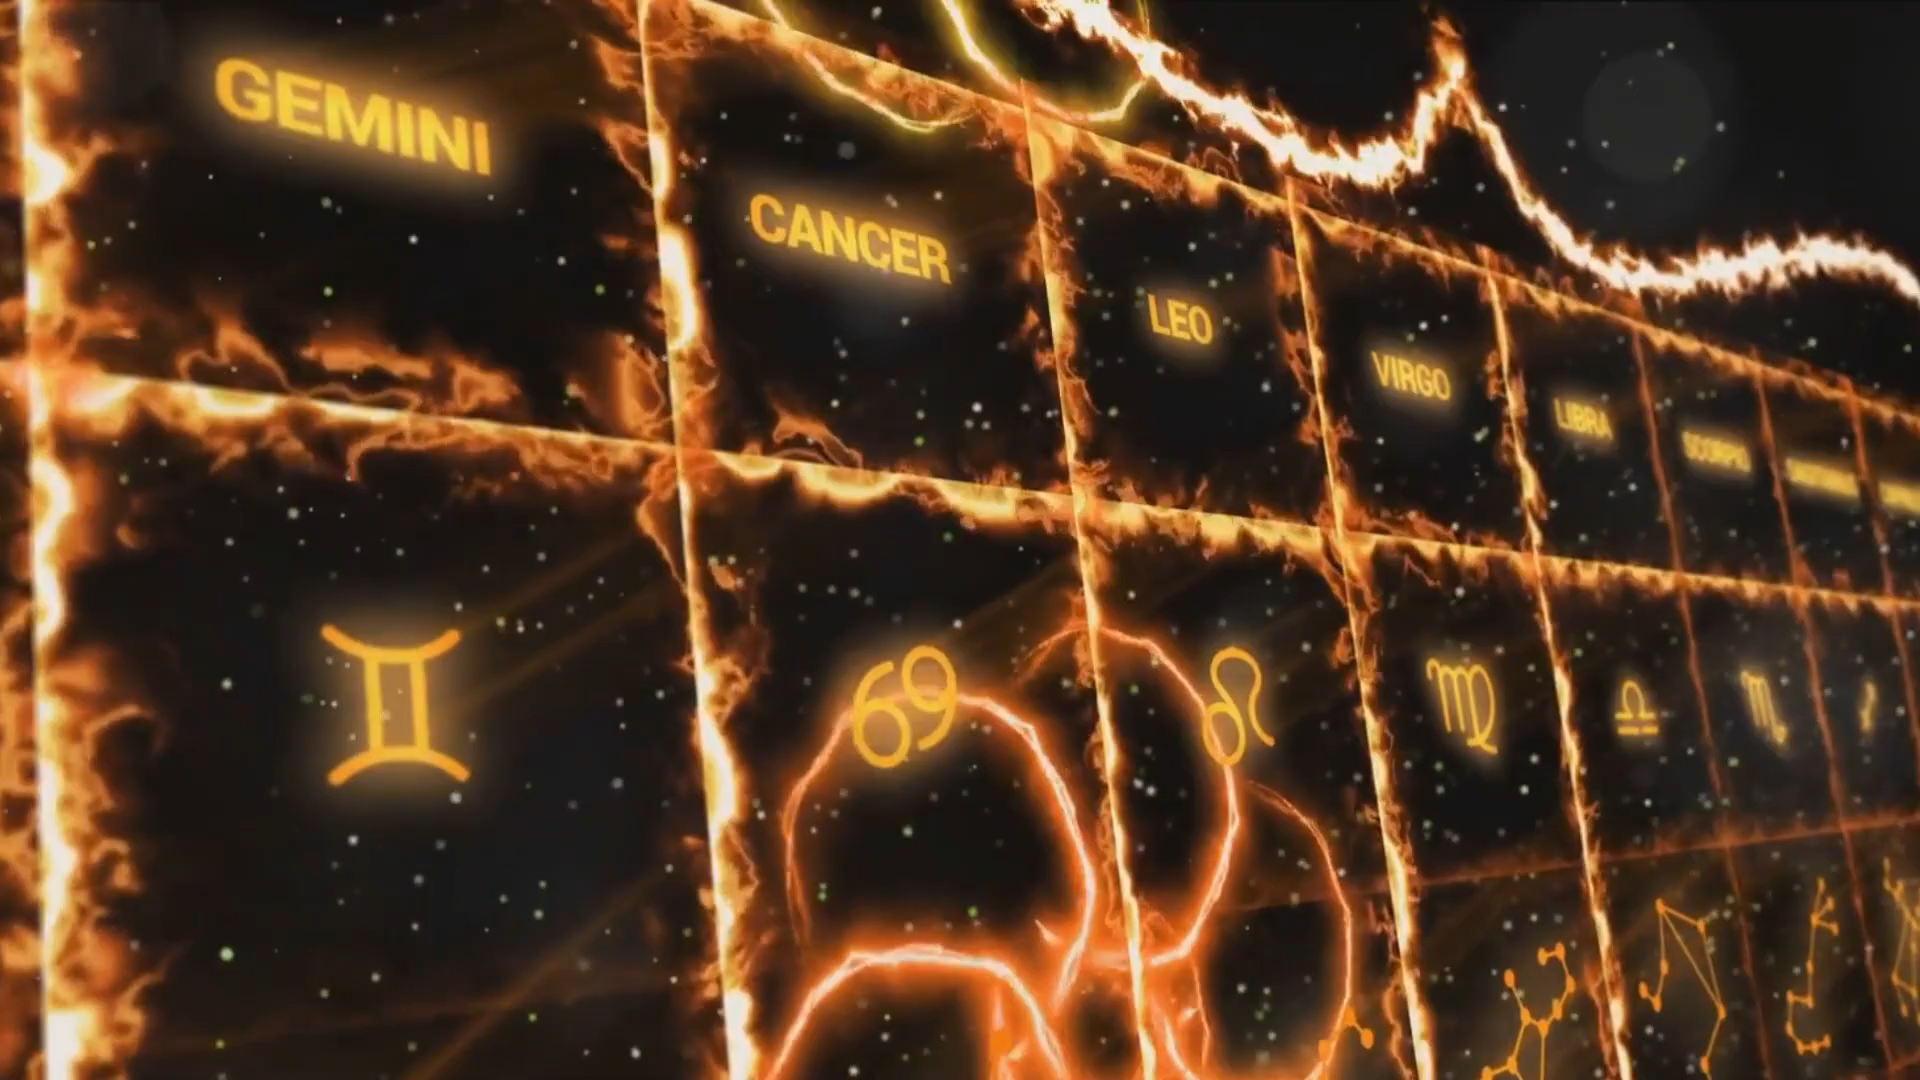 GEMINI
CANCER
LEO
VIRGO
LIBRA
SCORPIO
♊
♋
♌
♍
♎
♏
♐